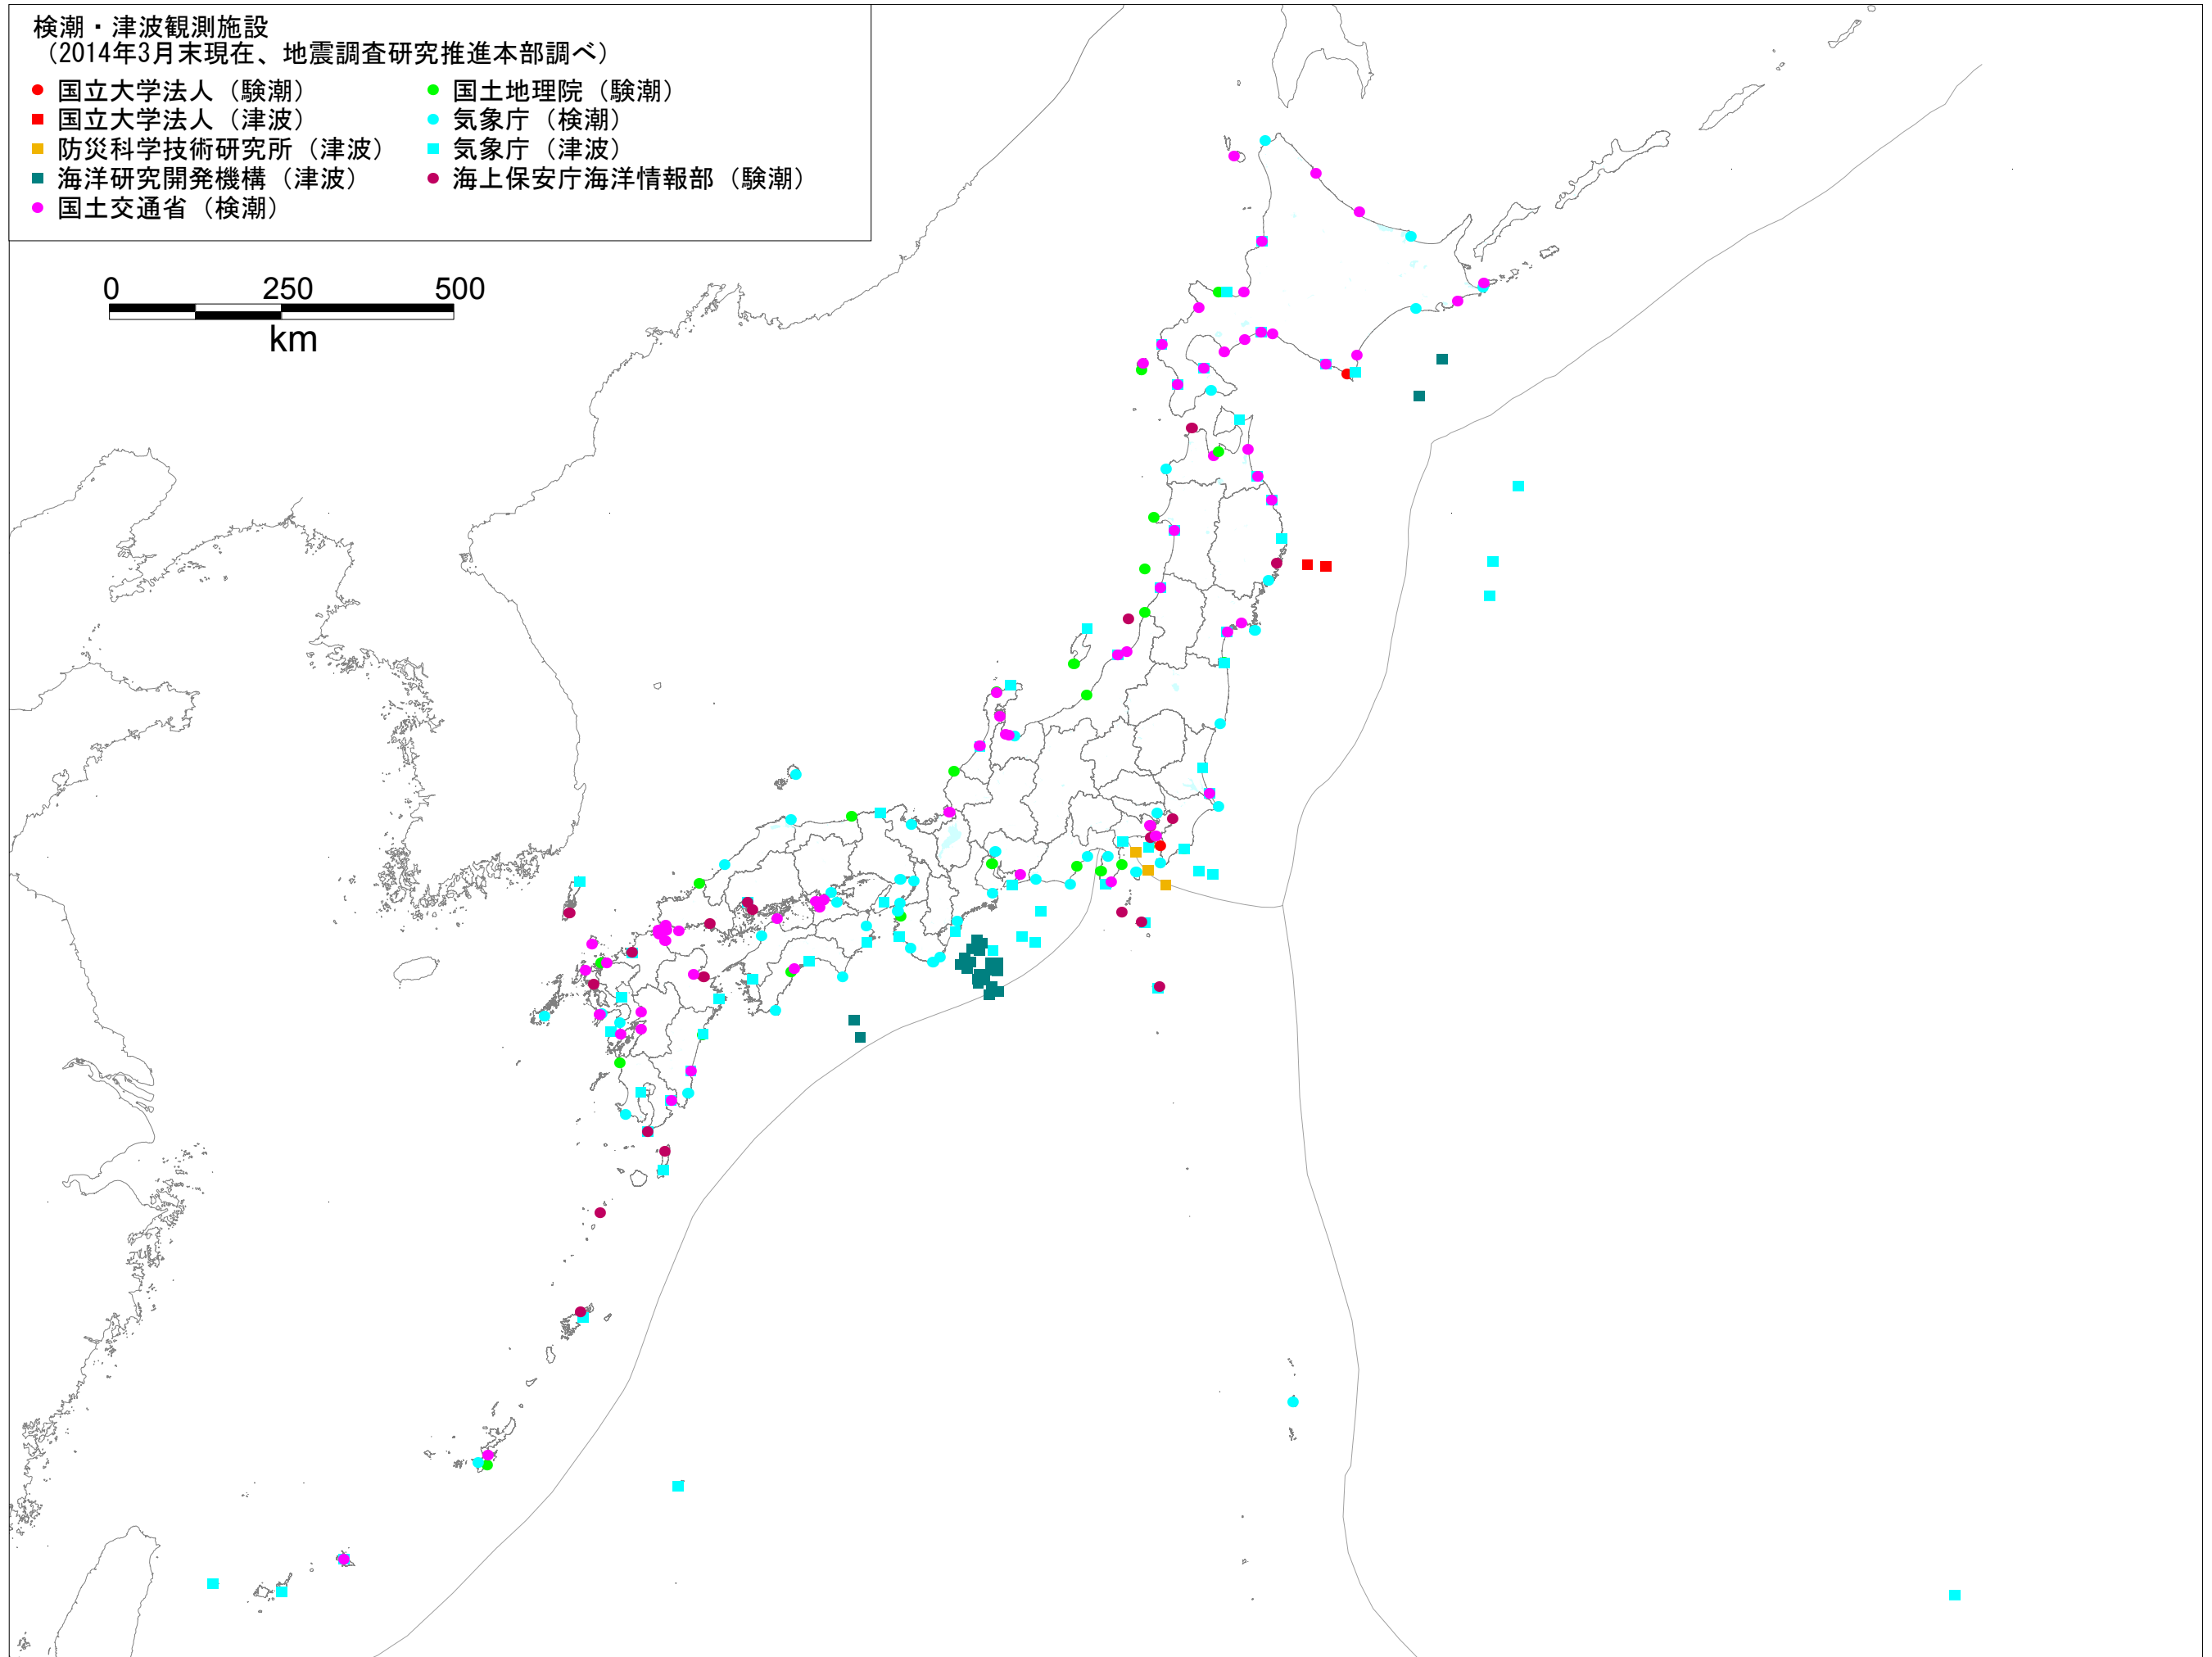 検潮・津波観測施設
（2014年3月末現在、地震調査研究推進本部調べ）
国立大学法人（験潮）
国立大学法人（津波）
防災科学技術研究所（津波）
海洋研究開発機構（津波）
国土交通省（検潮）
国土地理院（験潮）
気象庁（検潮）
気象庁（津波）
海上保安庁海洋情報部（験潮）
0 250 500
km